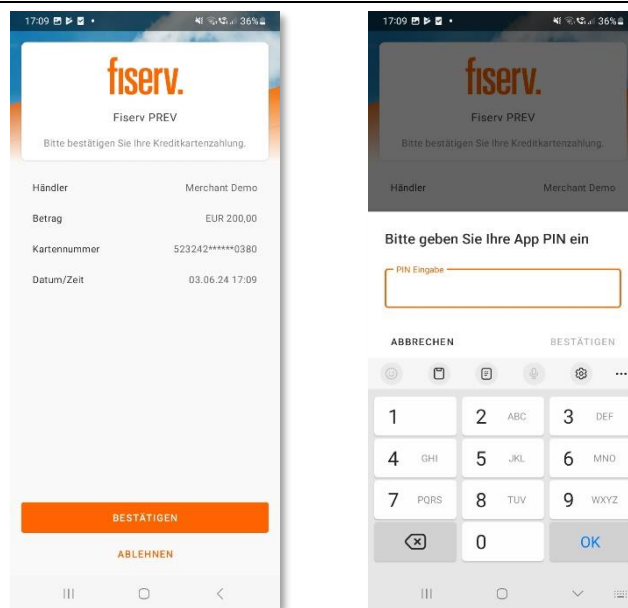 17:09 36%
fiserv.
Fiserv PREV
Bitte bestätigen Sie Ihre Kreditkartenzahlung.
Händler Merchant Demo
Betrag EUR 200,00
Kartennummer 523242******0380
Datum/Zeit 03.06.24 17:09
BESTÄTIGEN
ABLEHNEN
17:09 36%
fiserv.
Fiserv PREV
Bitte bestätigen Sie Ihre Kreditkartenzahlung.
Händler Merchant Demo
Bitte geben Sie Ihre App PIN ein
PIN Eingabe
ABBRECHEN BESTÄTIGEN
1 2 ABC 3 DEF
4 GHI 5 JKL 6 MNO
7 PQRS 8 TUV 9 WXYZ
0 OK